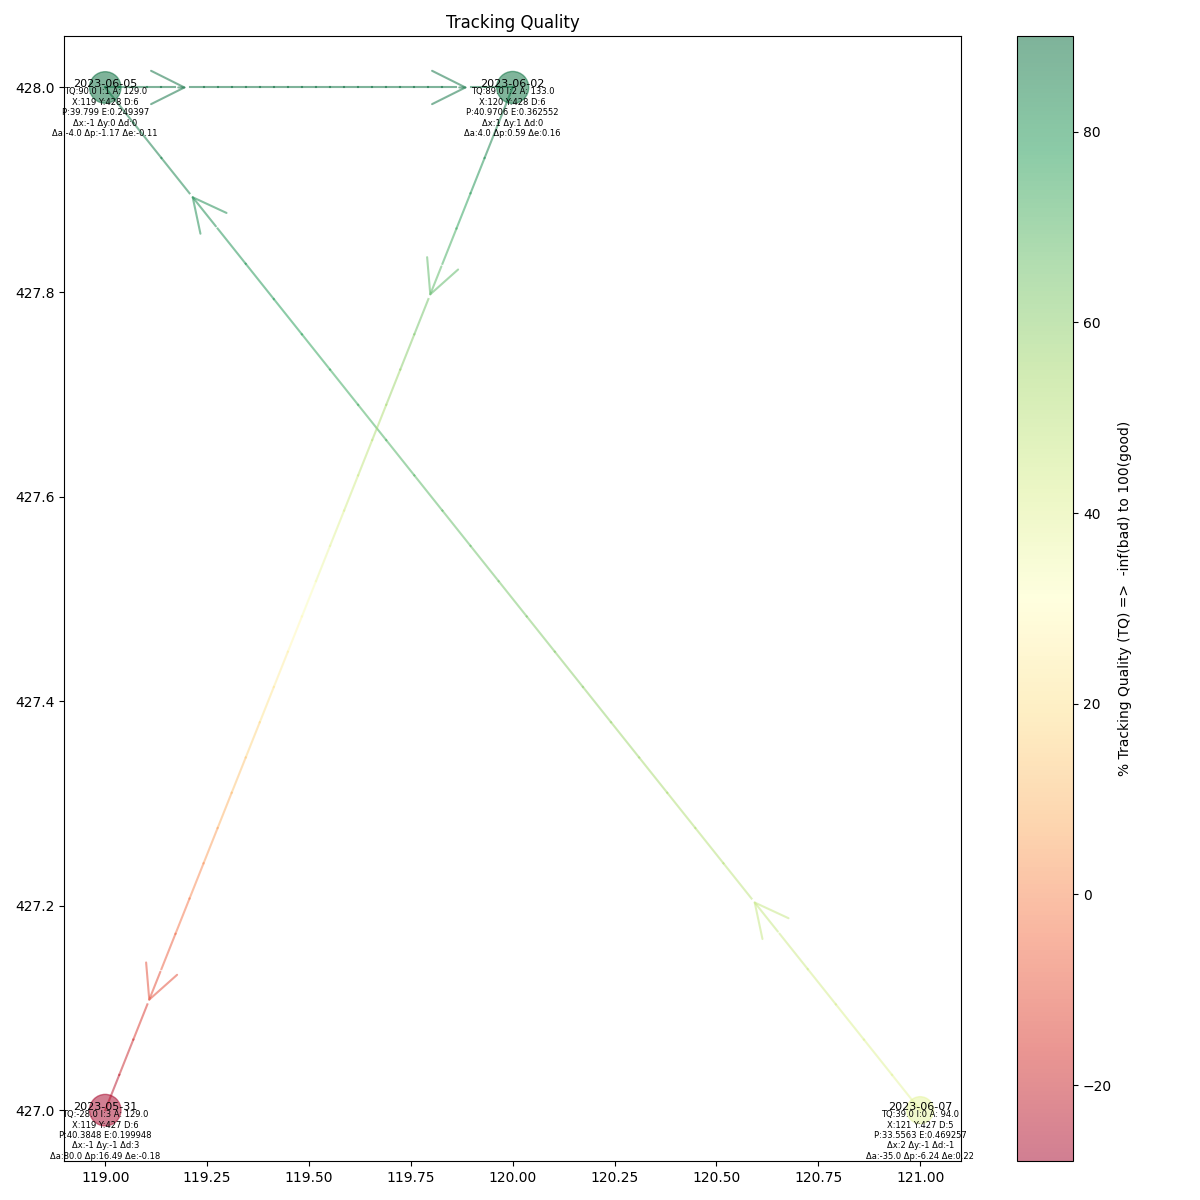 Tracking Quality
428.0
427.8
427.6
427.4
427.2
427.0
2023-06-05
TQ:90.0 I:1 A: 129.0
X:119 Y:428 D:6
P:39.799 E:0.249397
Δx:-1 Δy:0 Δd:0
Δa:-4.0 Δp:-1.17 Δe:-0.11
2023-06-02
TQ:89.0 I:2 A: 133.0
X:120 Y:428 D:6
P:40.9706 E:0.362552
Δx:1 Δy:1 Δd:0
Δa:4.0 Δp:0.59 Δe:0.16
2023-05-31
TQ:-28.0 I:3 A: 129.0
X:119 Y:427 D:6
P:40.3848 E:0.199948
Δx:-1 Δy:-1 Δd:3
Δa:80.0 Δp:16.49 Δe:-0.18
2023-06-07
TQ:39.0 I:0 A: 94.0
X:121 Y:427 D:5
P:33.5563 E:0.469257
Δx:2 Δy:-1 Δd:-1
Δa:-35.0 Δp:-6.24 Δe:0.22
119.00 119.25 119.50 119.75 120.00 120.25 120.50 120.75 121.00
80
60
40
20
0
−20
% Tracking Quality (TQ) => -inf(bad) to 100(good)